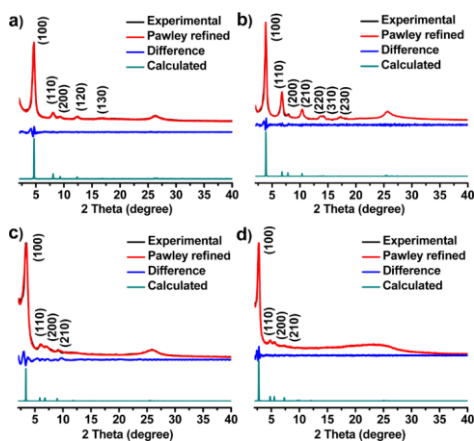 a)
(100)
(110)
(200)
(120)
(130)
Experimental
Pawley refined
Difference
Calculated
5 10 15 20 25 30 35 40
2 Theta (degree)
b)
(100)
(110)
(200)
(210)
(220)
(310)
(230)
Experimental
Pawley refined
Difference
Calculated
5 10 15 20 25 30 35 40
2 Theta (degree)
c)
(100)
(110)
(200)
(210)
Experimental
Pawley refined
Difference
Calculated
5 10 15 20 25 30 35 40
2 Theta (degree)
d)
(100)
(110)
(200)
(210)
Experimental
Pawley refined
Difference
Calculated
5 10 15 20 25 30 35 40
2 Theta (degree)